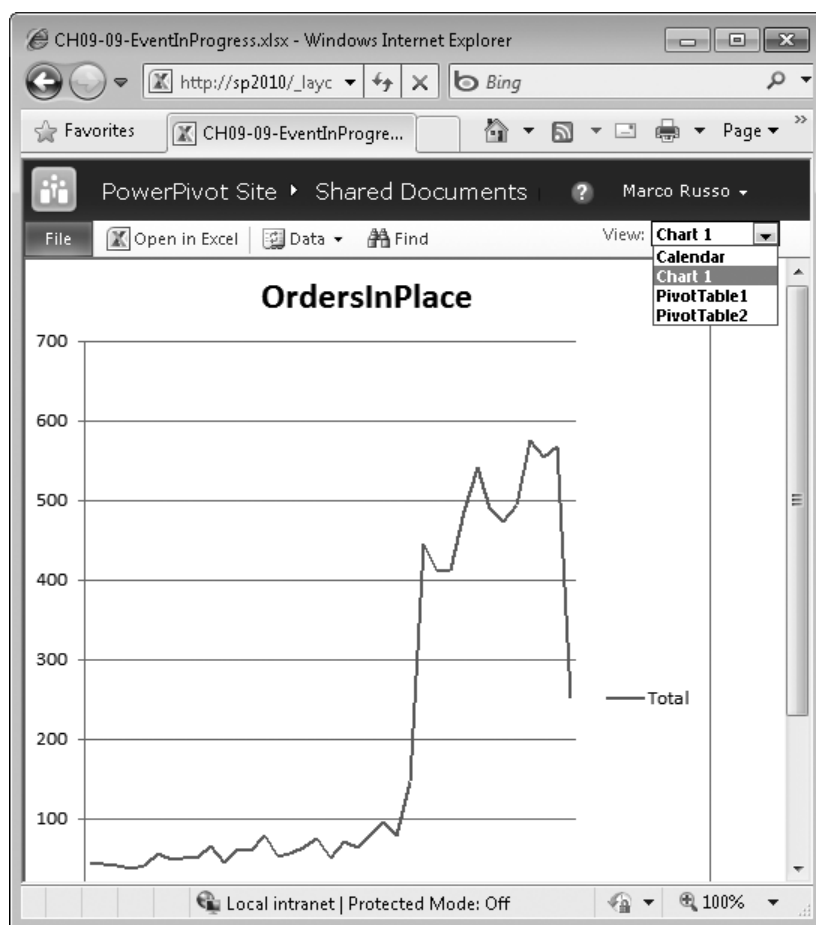 CH09-09-EventInProgress.xlsx - Windows Internet Explorer
http://sp2010/_layc
Bing
Favorites
CH09-09-EventInProgre...
Page
PowerPivot Site
Shared Documents
Marco Russo
File
Open in Excel
Data
Find
View:
Chart 1
Calendar
Chart 1
PivotTable1
PivotTable2
OrdersInPlace
700
600
500
400
300
Total
200
100
Local intranet | Protected Mode: Off
100%